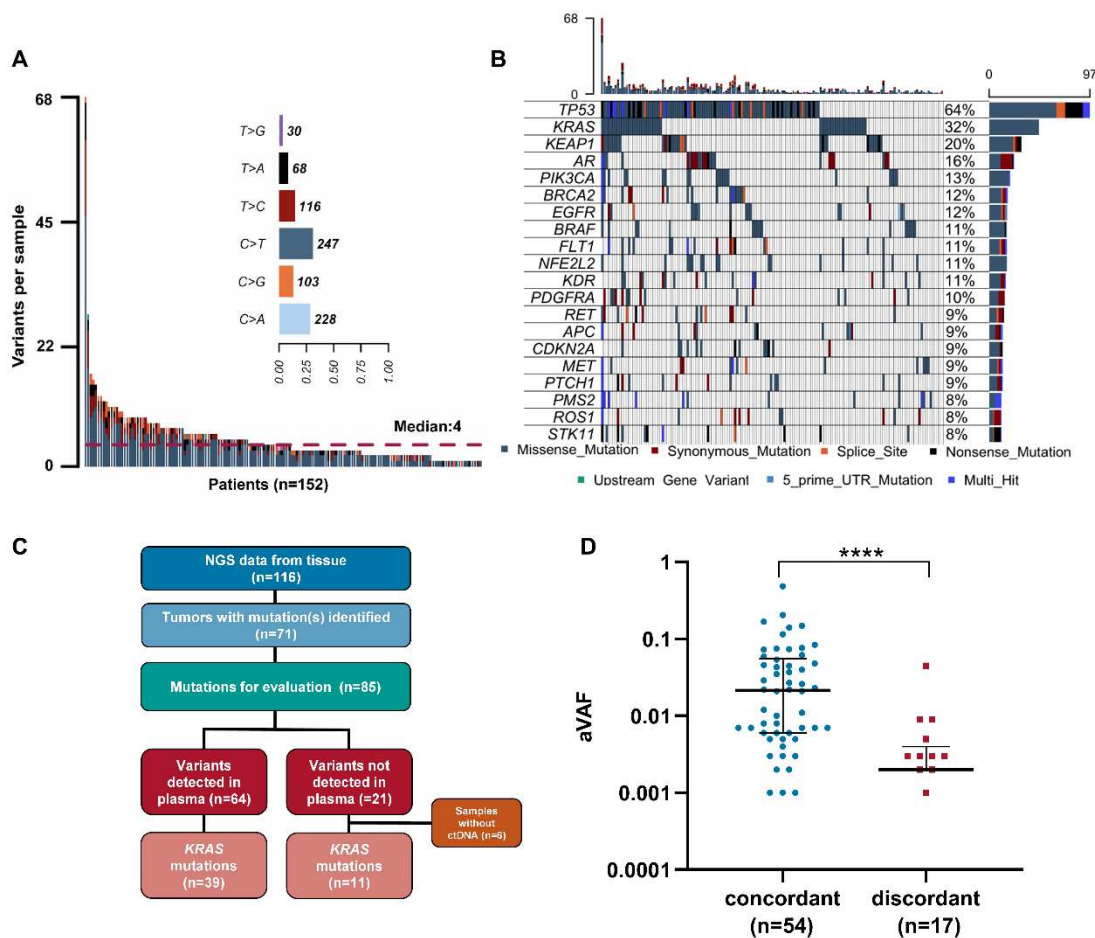 A
Variants per sample
68
45
22
0
T>G 30
T>A 68
T>C 116
C>T 247
C>G 103
C>A 228
0.00 0.25 0.50 0.75 1.00
Median:4
Patients (n=152)
B
68
0
0 97
TP53 64%
KRAS 32%
KEAP1 20%
AR 16%
PIK3CA 13%
BRCA2 12%
EGFR 12%
BRAF 11%
FLT1 11%
NFE2L2 11%
KDR 11%
PDGFRA 10%
RET 9%
APC 9%
CDKN2A 9%
MET 9%
PTCH1 9%
PMS2 8%
ROS1 8%
STK11 8%
Missense_Mutation Synonymous_Mutation Splice_Site Nonsense_Mutation
Upstream_Gene_Variant 5_prime_UTR_Mutation Multi_Hit
C
NGS data from tissue
(n=116)
Tumors with mutation(s) identified
(n=71)
Mutations for evaluation (n=85)
Variants
detected in
plasma (n=64)
Variants not
detected in
plasma (=21)
Samples
without
ctDNA (n=6)
KRAS
mutations
(n=39)
KRAS
mutations
(n=11)
D
aVAF
1
0.1
0.01
0.001
0.0001
****
concordant
(n=54)
discordant
(n=17)